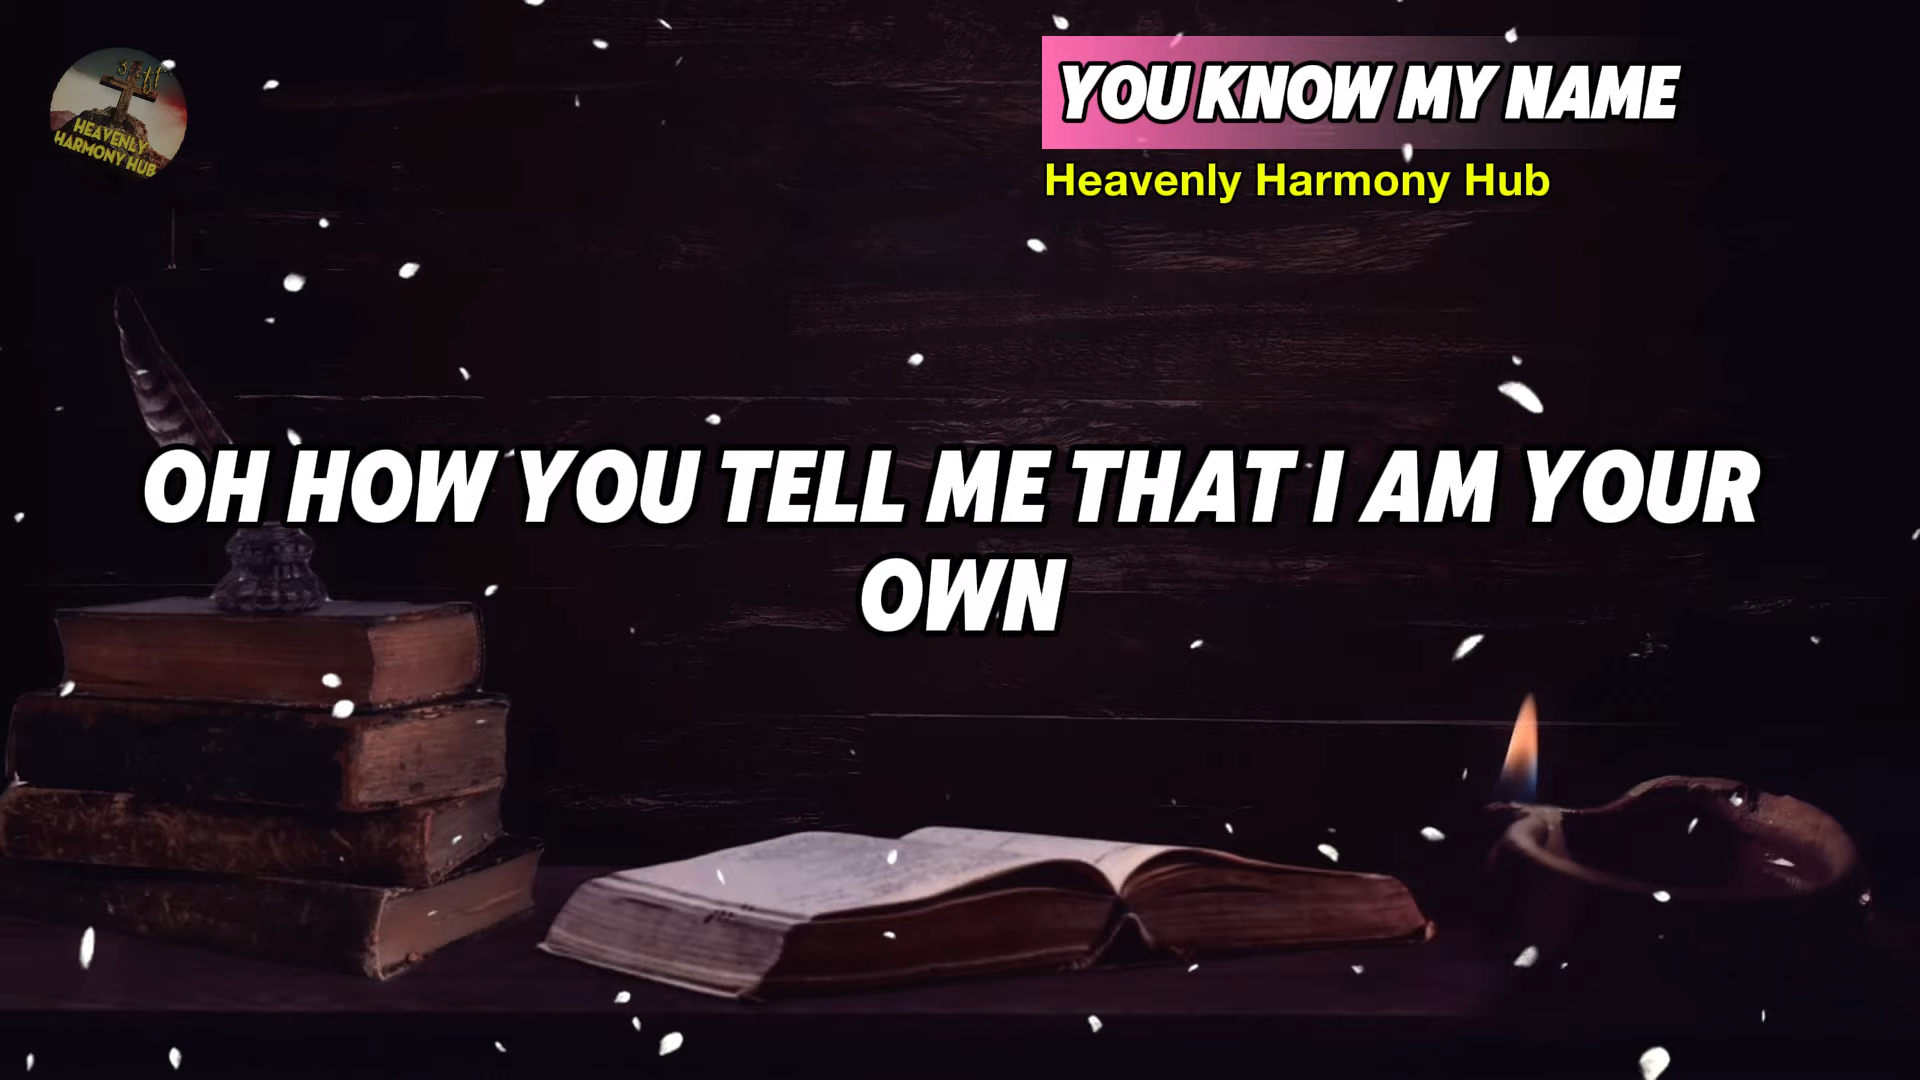 HEAVENLY
HARMONY HUB
YOU KNOW MY NAME
Heavenly Harmony Hub
OH HOW YOU TELL ME THAT I AM YOUR
OWN